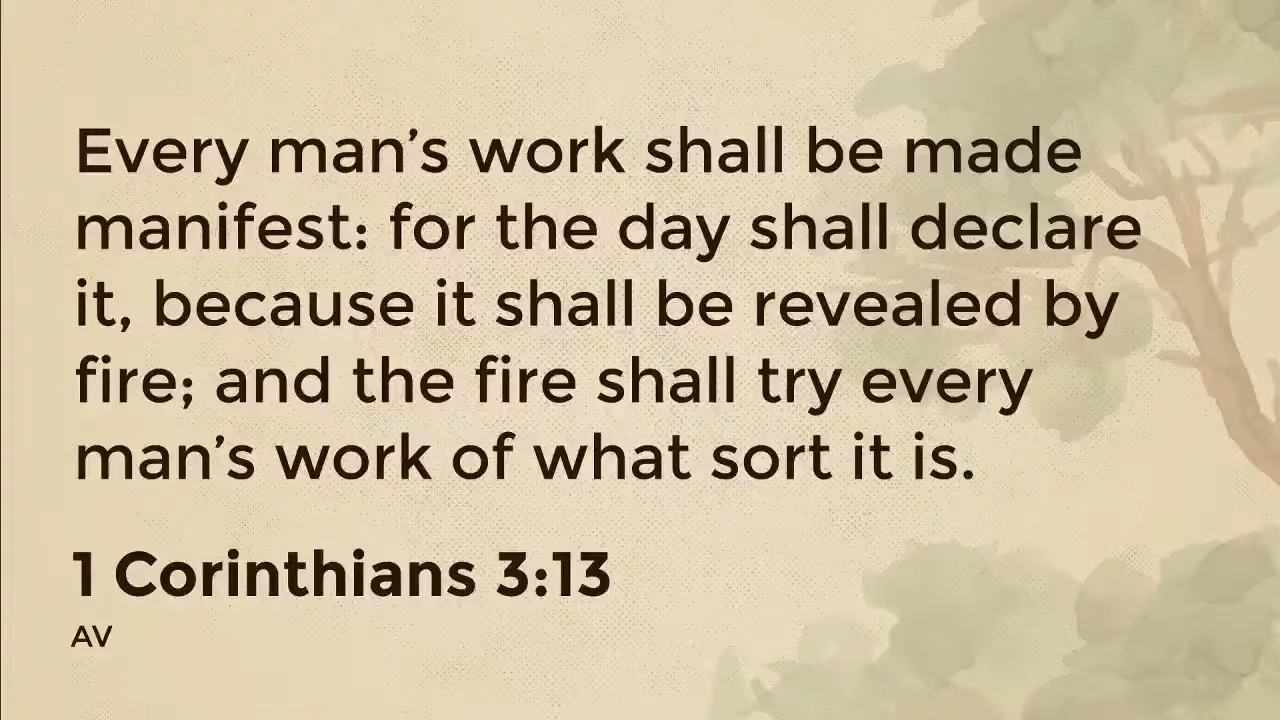 Every man’s work shall be made
manifest: for the day shall declare
it, because it shall be revealed by
fire; and the fire shall try every
man’s work of what sort it is.
1 Corinthians 3:13
AV